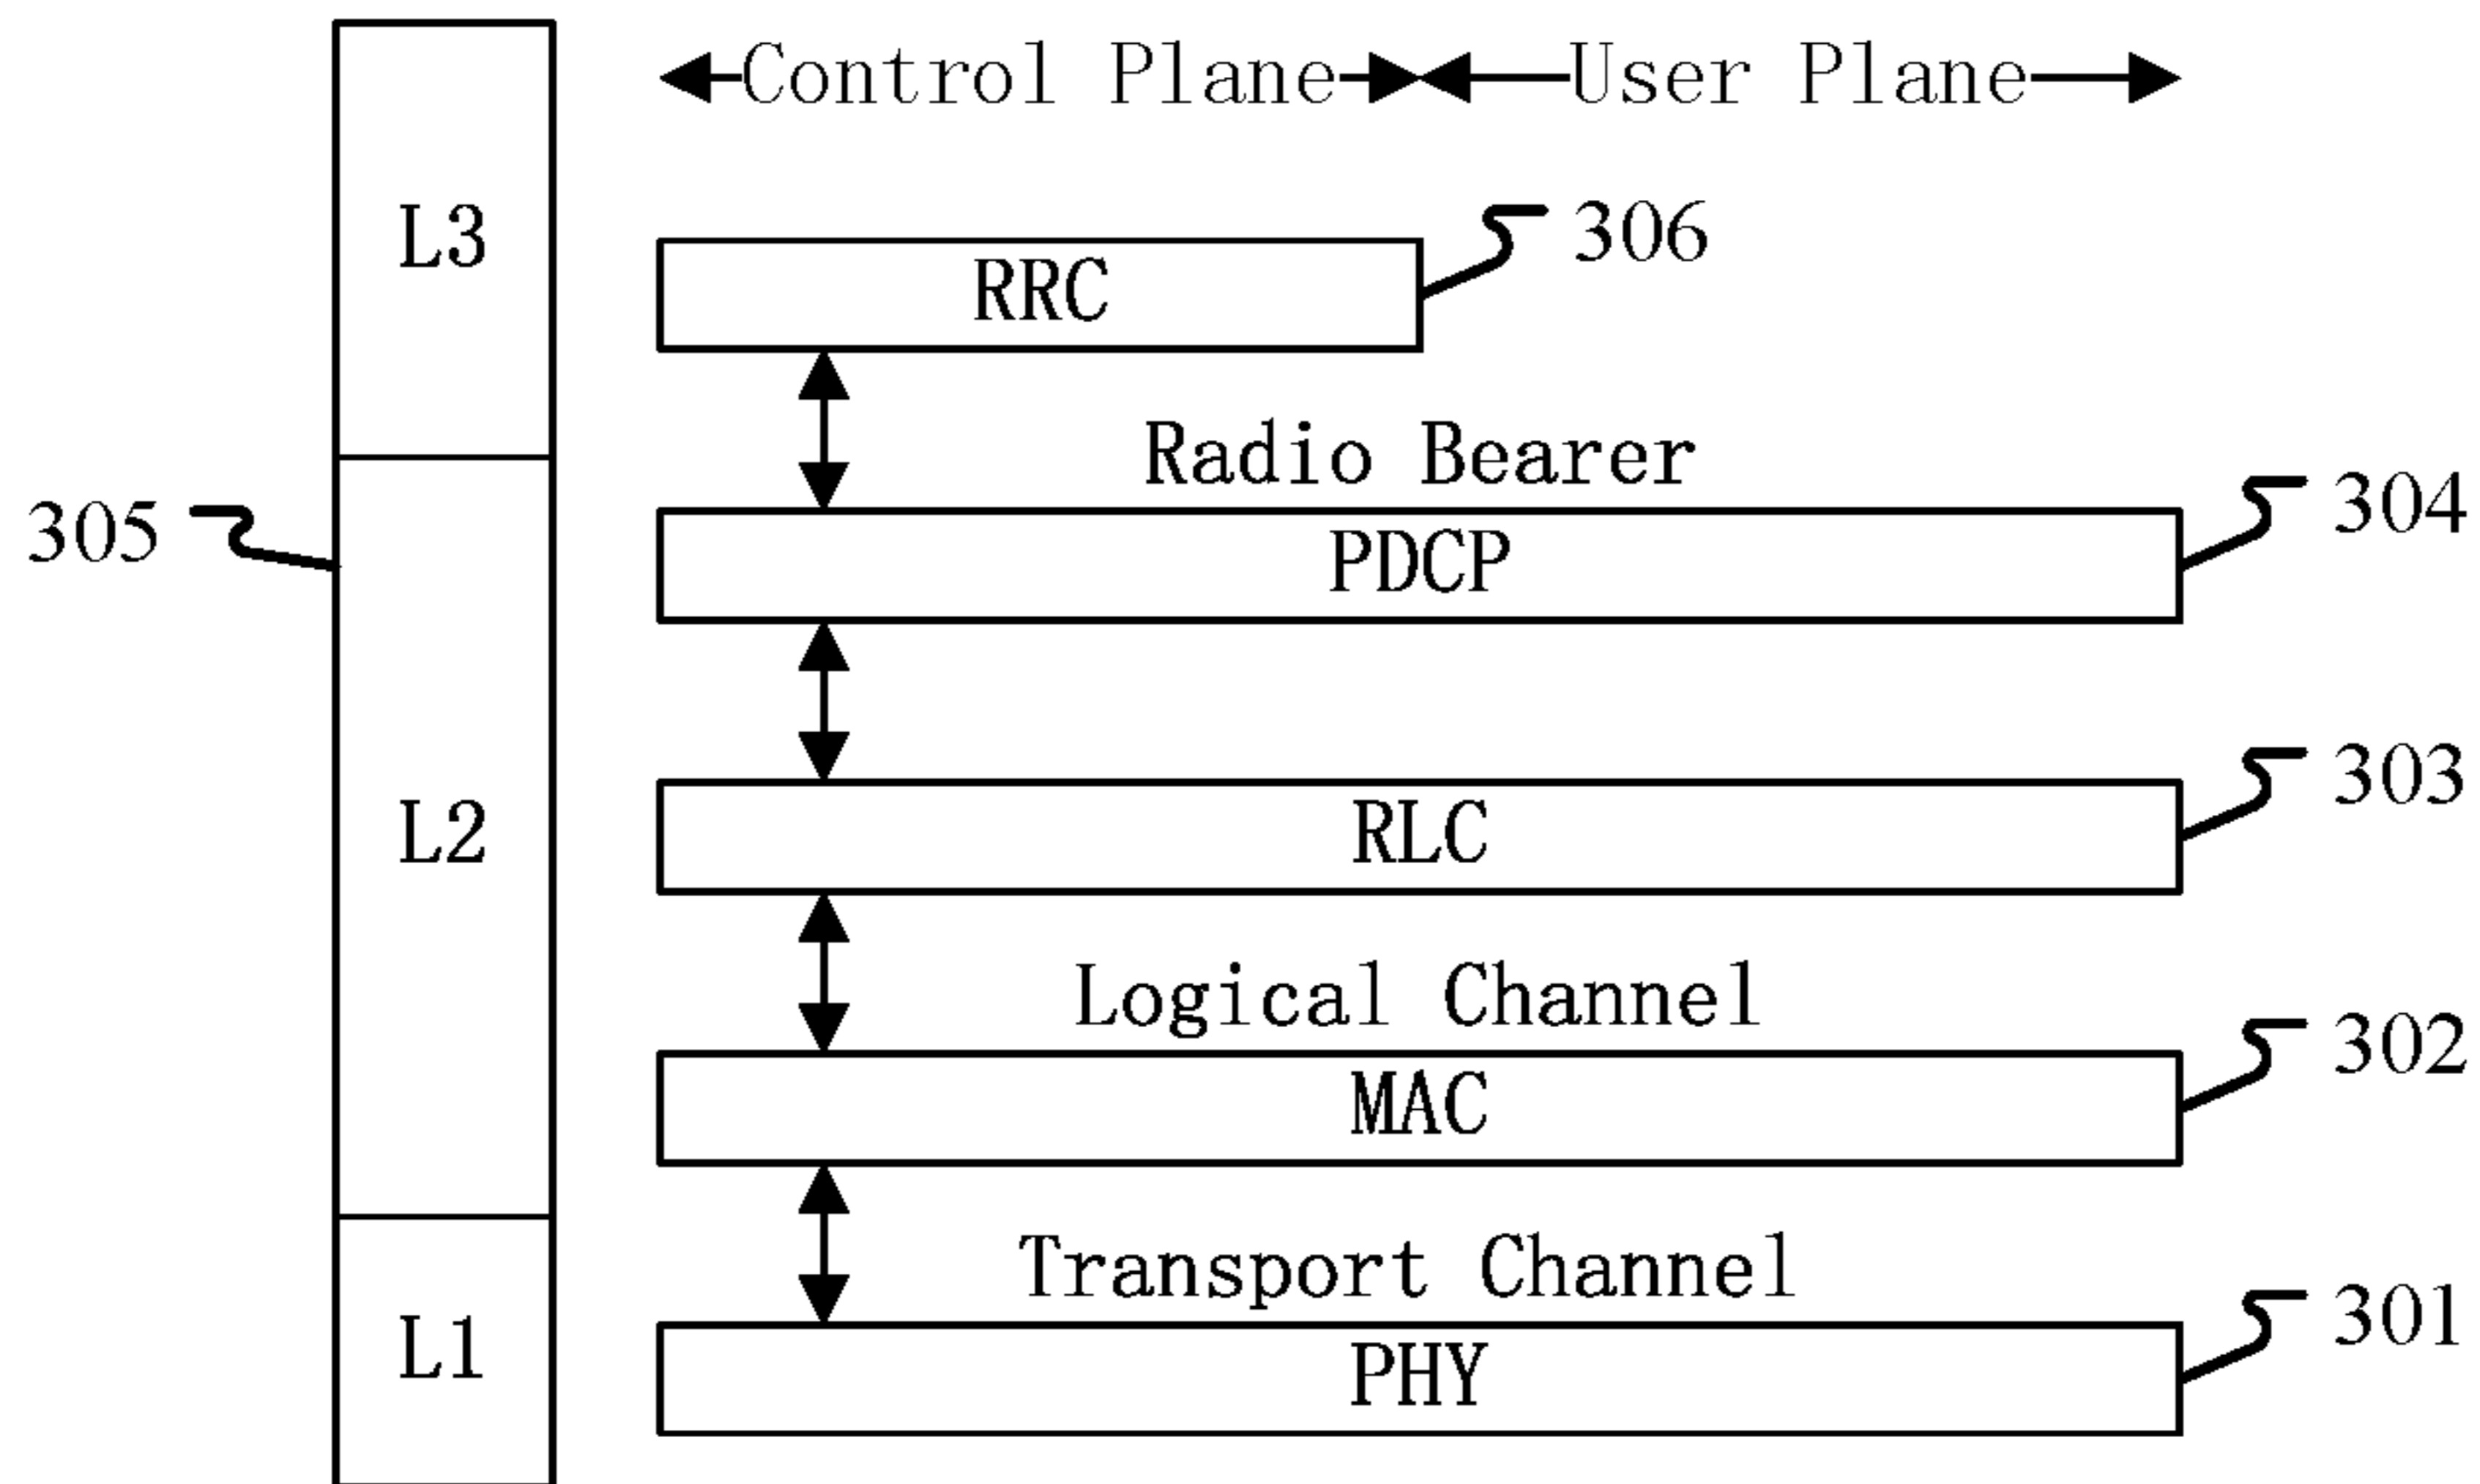 Control Plane User Plane
L3
RRC
306
Radio Bearer
305
PDCP
304
L2
RLC
303
Logical Channel
MAC
302
Transport Channel
L1
PHY
301